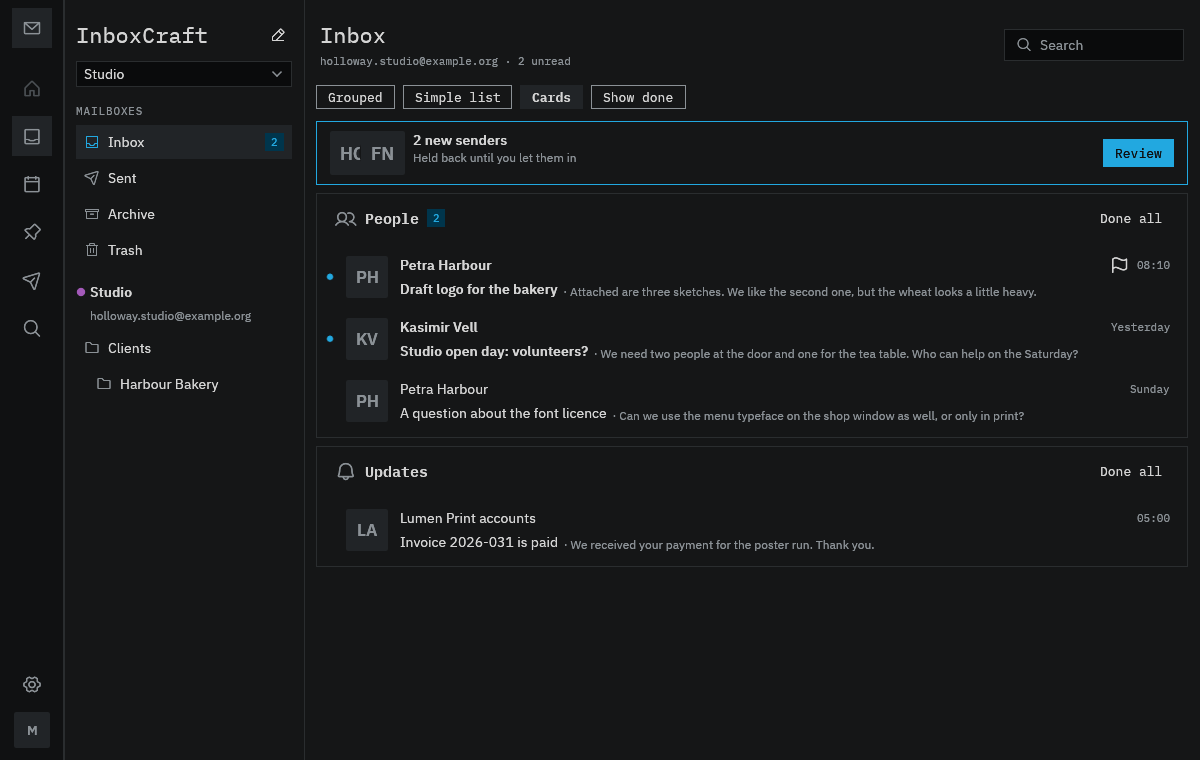 InboxCraft
Studio
MAILBOXES
Inbox 2
Sent
Archive
Trash
Studio
holloway.studio@example.org
Clients
Harbour Bakery
M
Inbox
holloway.studio@example.org · 2 unread
Search
Grouped Simple list Cards Show done
FN
2 new senders
Held back until you let them in
Review
People 2 Done all
PH
Petra Harbour 08:10
Draft logo for the bakery · Attached are three sketches. We like the second one, but the wheat looks a little heavy.
KV
Kasimir Vell Yesterday
Studio open day: volunteers? · We need two people at the door and one for the tea table. Who can help on the Saturday?
PH
Petra Harbour Sunday
A question about the font licence · Can we use the menu typeface on the shop window as well, or only in print?
Updates Done all
LA
Lumen Print accounts 05:00
Invoice 2026-031 is paid · We received your payment for the poster run. Thank you.